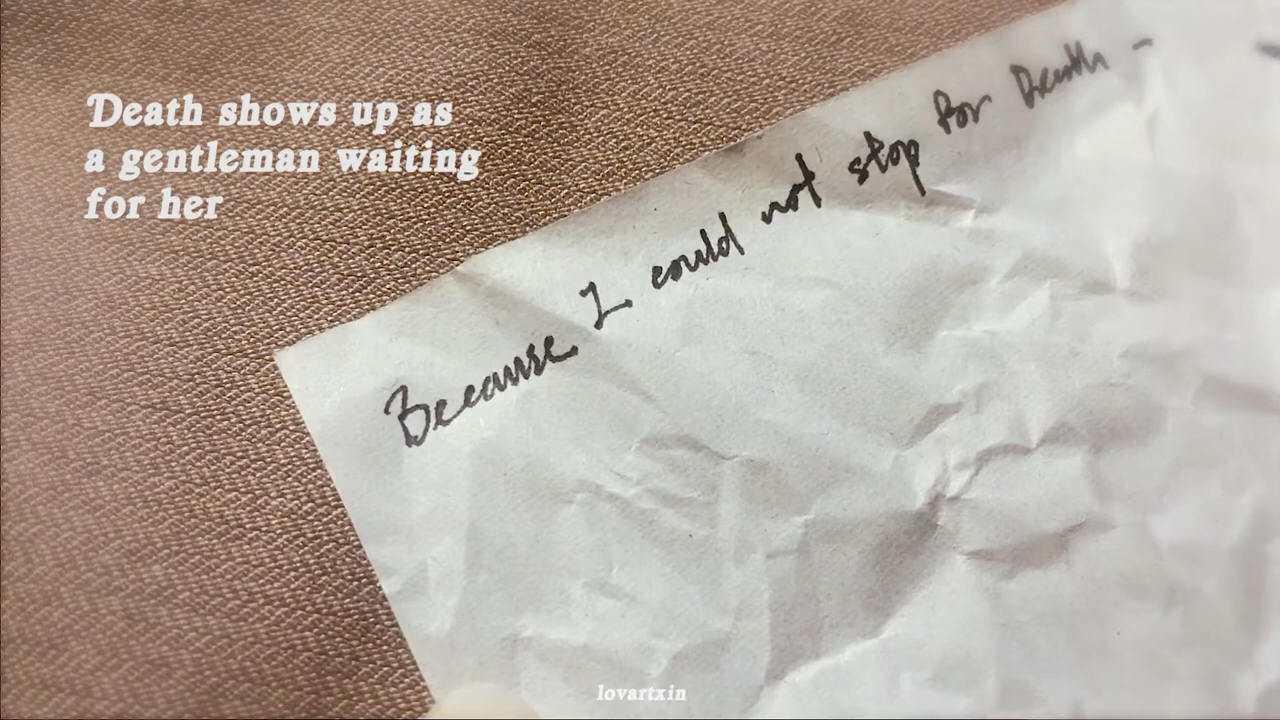 Death shows up as
a gentleman waiting
for her
Because I could not stop for Death -
lovartxin